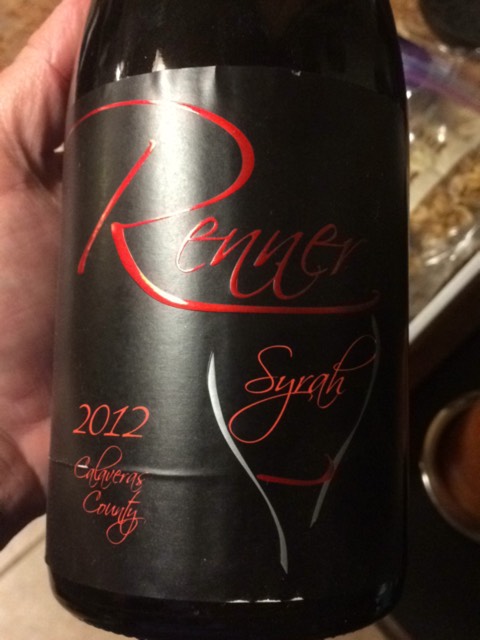 Renner
Syrah
2012
Calaveras
County